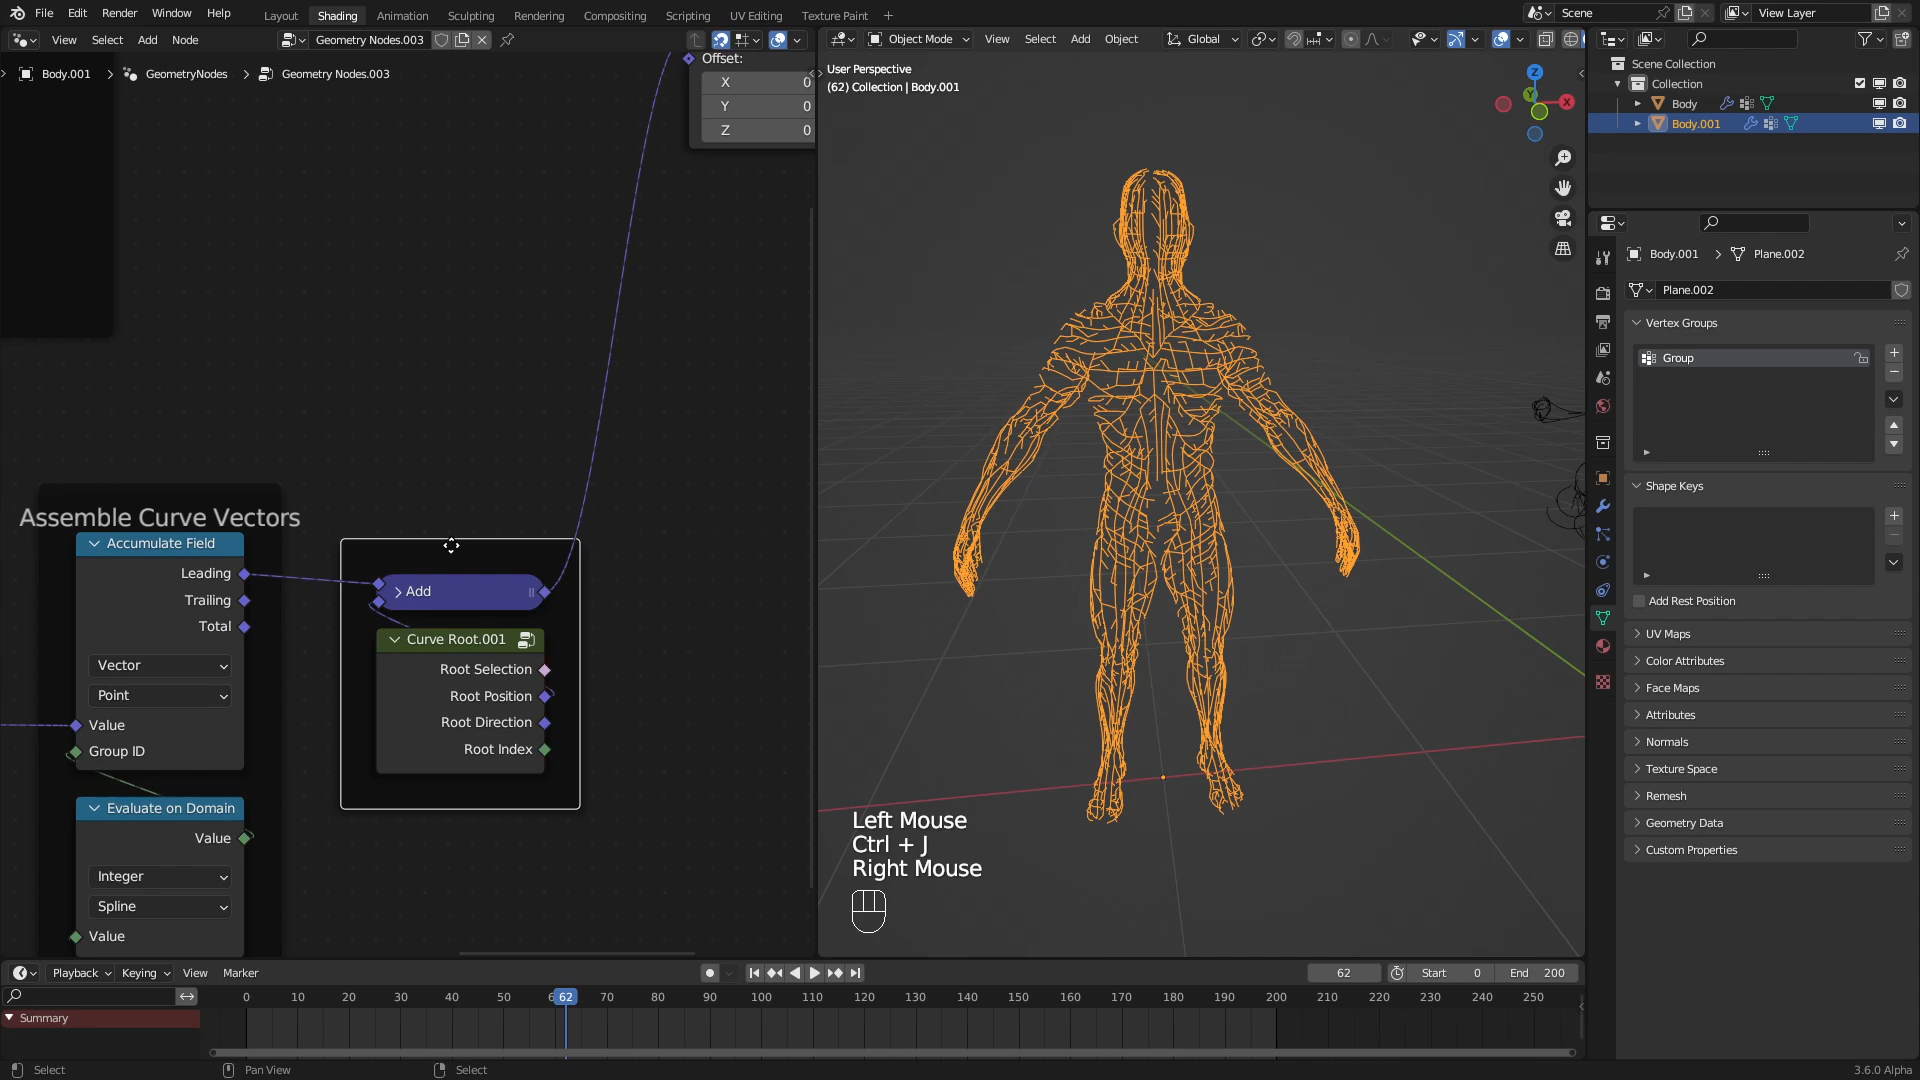 File Edit Render Window Help
Layout Shading Animation Sculpting Rendering Compositing Scripting UV Editing Texture Paint +
Scene
View Layer
View Select Add Node
Geometry Nodes.003
Object Mode
View Select Add Object
Global
Body.001 > GeometryNodes > Geometry Nodes.003
Offset:
X 0
Y 0
Z 0
User Perspective
(62) Collection | Body.001
Z
Y
X
Scene Collection
Collection
Body
Body.001
Body.001 > Plane.002
Plane.002
Vertex Groups
Group
Shape Keys
Add Rest Position
UV Maps
Color Attributes
Face Maps
Attributes
Normals
Texture Space
Remesh
Geometry Data
Custom Properties
Assemble Curve Vectors
Accumulate Field
Leading
Trailing
Total
Vector
Point
Value
Group ID
Evaluate on Domain
Value
Integer
Spline
Value
Add
Curve Root.001
Root Selection
Root Position
Root Direction
Root Index
Left Mouse
Ctrl + J
Right Mouse
Playback Keying View Marker
62
Start 0
End 200
0 10 20 30 40 50 62 70 80 90 100 110 120 130 140 150 160 170 180 190 200 210 220 230 240 250
Summary
Select
Pan View
Select
3.6.0 Alpha